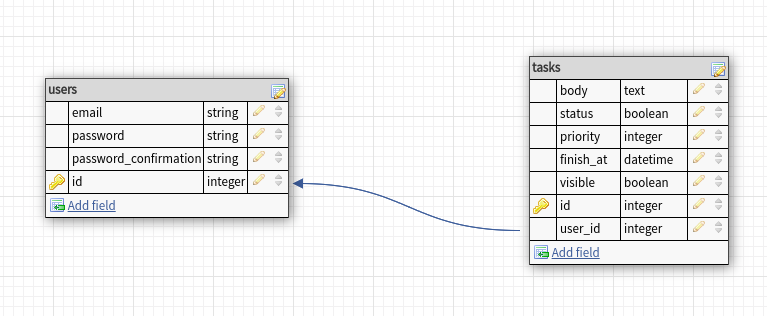 users
email string
password string
password_confirmation string
id integer
Add field
tasks
body text
status boolean
priority integer
finish_at datetime
visible boolean
id integer
user_id integer
Add field